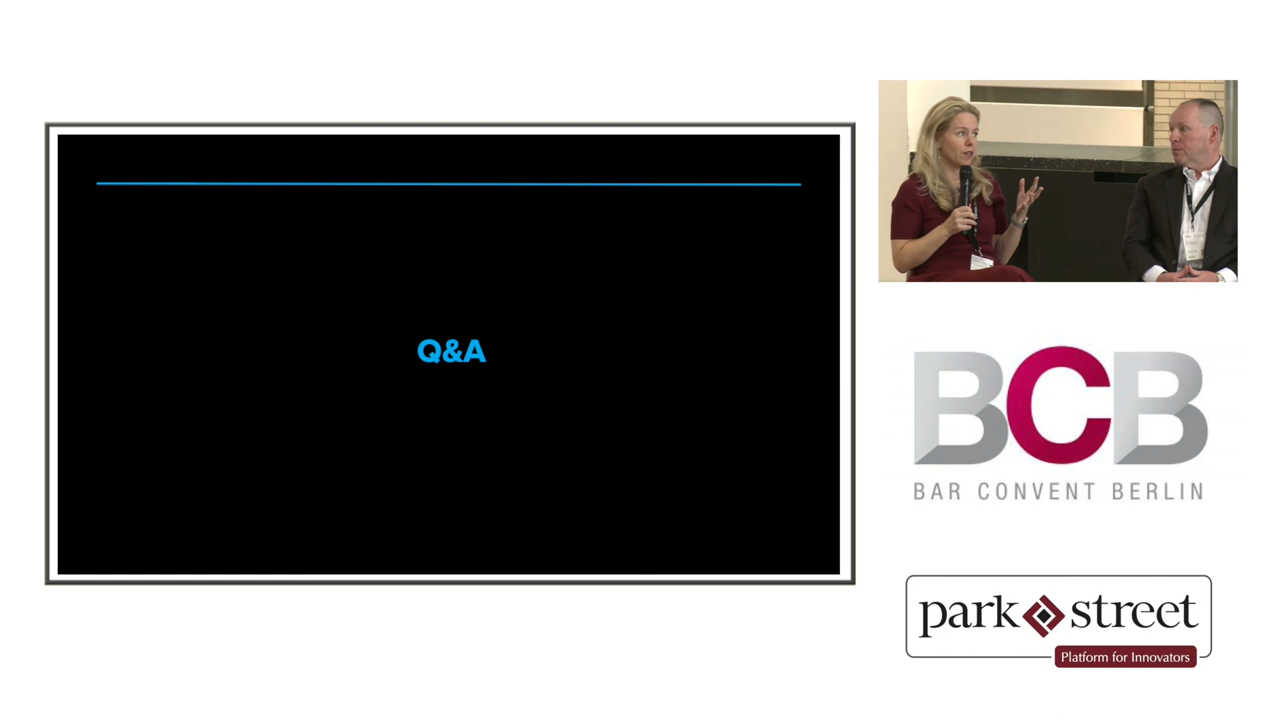 Q&A
BCB
BAR CONVENT BERLIN
park street
Platform for Innovators